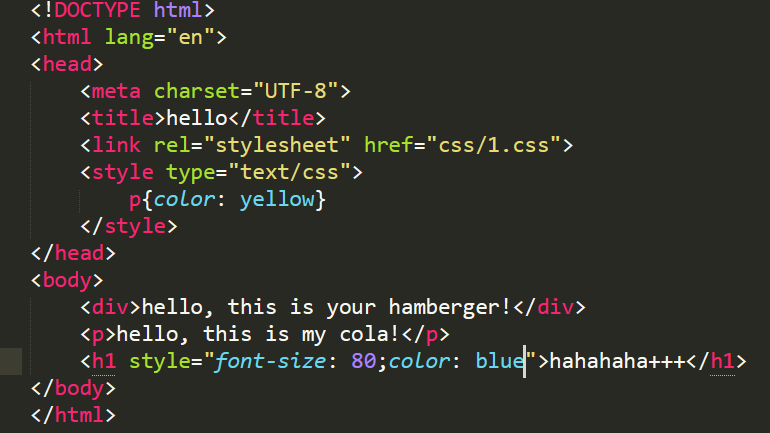 <!DOCTYPE html>
<html lang="en">
<head>
    <meta charset="UTF-8">
    <title>hello</title>
    <link rel="stylesheet" href="css/1.css">
    <style type="text/css">
        p{color: yellow}
    </style>
</head>
<body>
    <div>hello, this is your hamberger!</div>
    <p>hello, this is my cola!</p>
    <h1 style="font-size: 80;color: blue">hahahaha+++</h1>
</body>
</html>